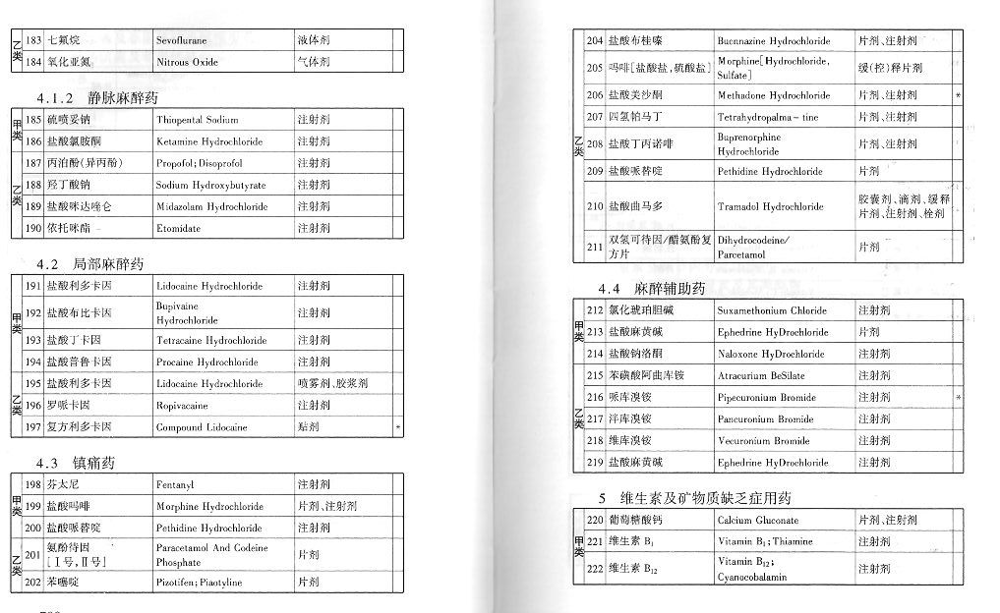 乙类
183 七氟烷 Sevoflurane 液体剂
184 氧化亚氮 Nitrous Oxide 气体剂
4.1.2 静脉麻醉药
甲类
185 硫喷妥钠 Thiopental Sodium 注射剂
186 盐酸氯胺酮 Ketamine Hydrochloride 注射剂
乙类
187 丙泊酚(异丙酚) Propofol;Disoprofol 注射剂
188 羟丁酸钠 Sodium Hydroxybutyrate 注射剂
189 盐酸咪达唑仑 Midazolam Hydrochloride 注射剂
190 依托咪酯 Etomidate 注射剂
4.2 局部麻醉药
甲类
191 盐酸利多卡因 Lidocaine Hydrochloride 注射剂
192 盐酸布比卡因 Bupivaine
Hydrochloride 注射剂
193 盐酸丁卡因 Tetracaine Hydrochloride 注射剂
194 盐酸普鲁卡因 Procaine Hydrochloride 注射剂
乙类
195 盐酸利多卡因 Lidocaine Hydrochloride 喷雾剂、胶浆剂
196 罗哌卡因 Ropivacaine 注射剂
197 复方利多卡因 Compound Lidocaine 贴剂 *
4.3 镇痛药
甲类
198 芬太尼 Fentanyl 注射剂
199 盐酸吗啡 Morphine Hydrochloride 片剂、注射剂
200 盐酸哌替啶 Pethidine Hydrochloride 注射剂
乙类
201 氨酚待因
[Ⅰ号,Ⅱ号] Paracetamol And Codeine
Phosphate 片剂
202 苯噻啶 Pizotifen;Piaotyline 片剂
乙类
204 盐酸布桂嗪 Bucnnazine Hydrochloride 片剂、注射剂
205 吗啡[盐酸盐,硫酸盐] Morphine[Hydrochloride,
Sulfate] 缓(控)释片剂
206 盐酸美沙酮 Methadone Hydrochloride 片剂、注射剂 *
207 四氢帕马丁 Tetrahydropalma-tine 片剂、注射剂
208 盐酸丁丙诺啡 Buprenorphine
Hydrochloride 片剂、注射剂
209 盐酸哌替啶 Pethidine Hydrochloride 片剂
210 盐酸曲马多 Tramadol Hydrochloride 胶囊剂、滴剂、缓释
片剂、注射剂、栓剂
211 双氢可待因/醋氨酚复
方片 Dihydrocodeine/
Parcetamol 片剂
4.4 麻醉辅助药
甲类
212 氯化琥珀胆碱 Suxamethonium Chloride 注射剂
213 盐酸麻黄碱 Ephedrine HyDrochloride 片剂
214 盐酸钠洛酮 Naloxone HyDrochloride 注射剂
乙类
215 苯磺酸阿曲库铵 Atracurium BeSilate 注射剂
216 哌库溴铵 Pipecuronium Bromide 注射剂 *
217 泮库溴铵 Pancuronium Bromide 注射剂
218 维库溴铵 Vecuronium Bromide 注射剂
219 盐酸麻黄碱 Ephedrine HyDrochloride 注射剂
5 维生素及矿物质缺乏症用药
甲类
220 葡萄糖酸钙 Calcium Gluconate 片剂、注射剂
221 维生素 B₁ Vitamin B₁;Thiamine 注射剂
222 维生素 B₁₂ Vitamin B₁₂;
Cyanocobalamin 注射剂